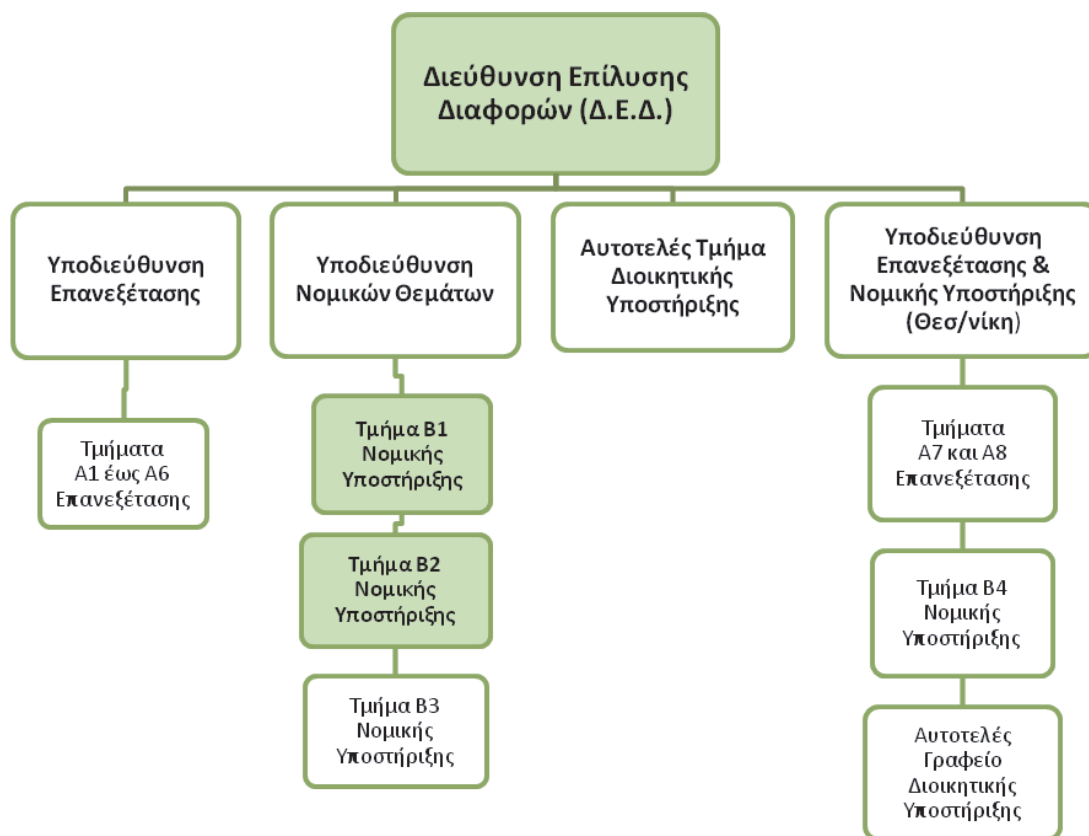 Διεύθυνση Επίλυσης
Διαφορών (Δ.Ε.Δ.)
Υποδιεύθυνση
Επανεξέτασης
Υποδιεύθυνση
Νομικών Θεμάτων
Αυτοτελές Τμήμα
Διοικητικής
Υποστήριξης
Υποδιεύθυνση
Επανεξέτασης &
Νομικής Υποστήριξης
(Θεσ/νίκη)
Τμήματα
Α1 έως Α6
Επανεξέτασης
Τμήμα Β1
Νομικής
Υποστήριξης
Τμήμα Β2
Νομικής
Υποστήριξης
Τμήμα Β3
Νομικής
Υποστήριξης
Τμήματα
Α7 και Α8
Επανεξέτασης
Τμήμα Β4
Νομικής
Υποστήριξης
Αυτοτελές
Γραφείο
Διοικητικής
Υποστήριξης